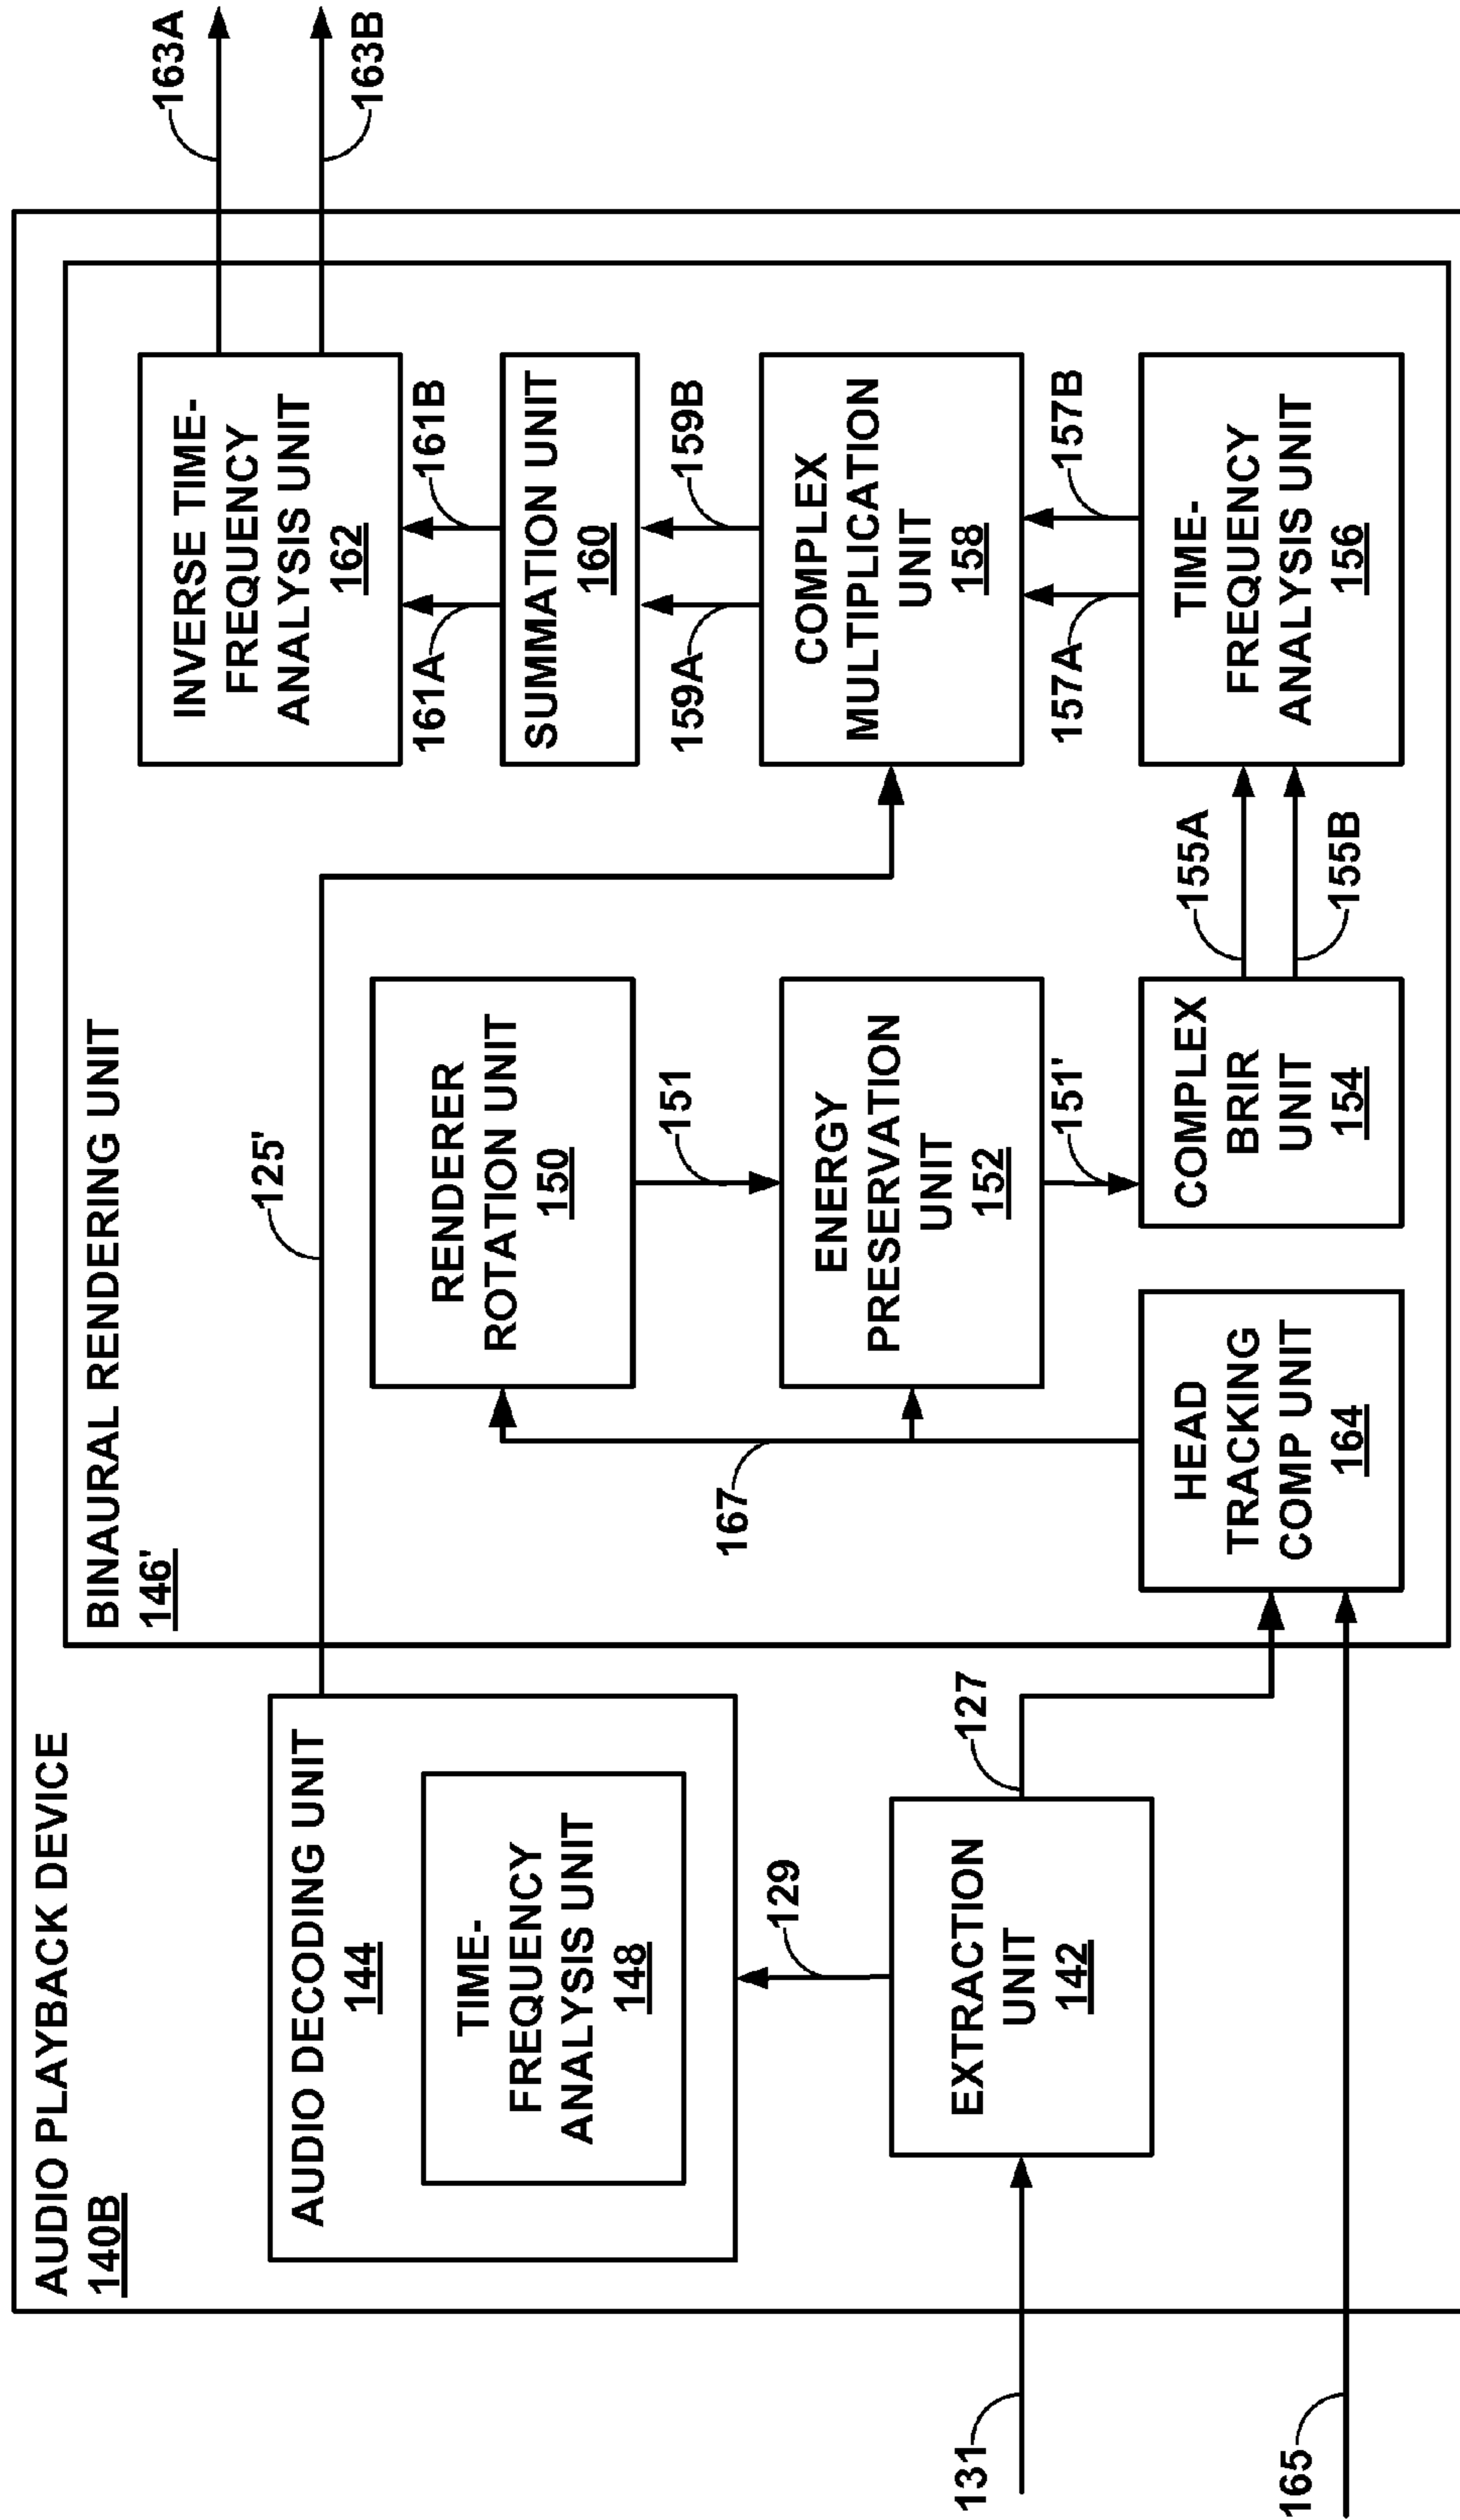 AUDIO PLAYBACK DEVICE
140B
BINAURAL RENDERING UNIT
146'
AUDIO DECODING UNIT
144
TIME-
FREQUENCY
ANALYSIS UNIT
148
129
EXTRACTION
UNIT
142
127
131
165
125'
RENDERER
ROTATION UNIT
150
151
ENERGY
PRESERVATION
UNIT
152
151'
167
HEAD
TRACKING
COMP UNIT
164
COMPLEX
BRIR
UNIT
154
155A
155B
INVERSE TIME-
FREQUENCY
ANALYSIS UNIT
162
161A
161B
SUMMATION UNIT
160
159A
159B
COMPLEX
MULTIPLICATION
UNIT
158
157A
157B
TIME-
FREQUENCY
ANALYSIS UNIT
156
163A
163B